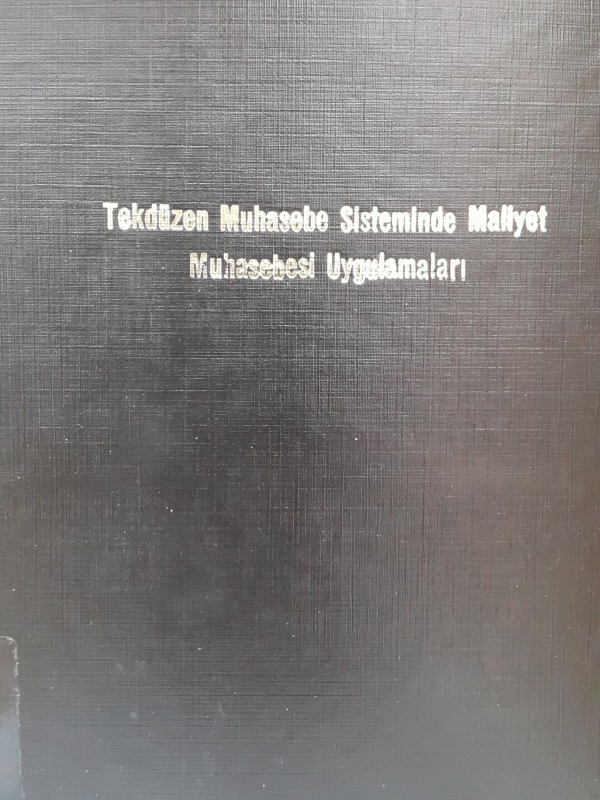 Tekdüzen Muhasebe Sisteminde Maliyet
Muhasebesi Uygulamaları